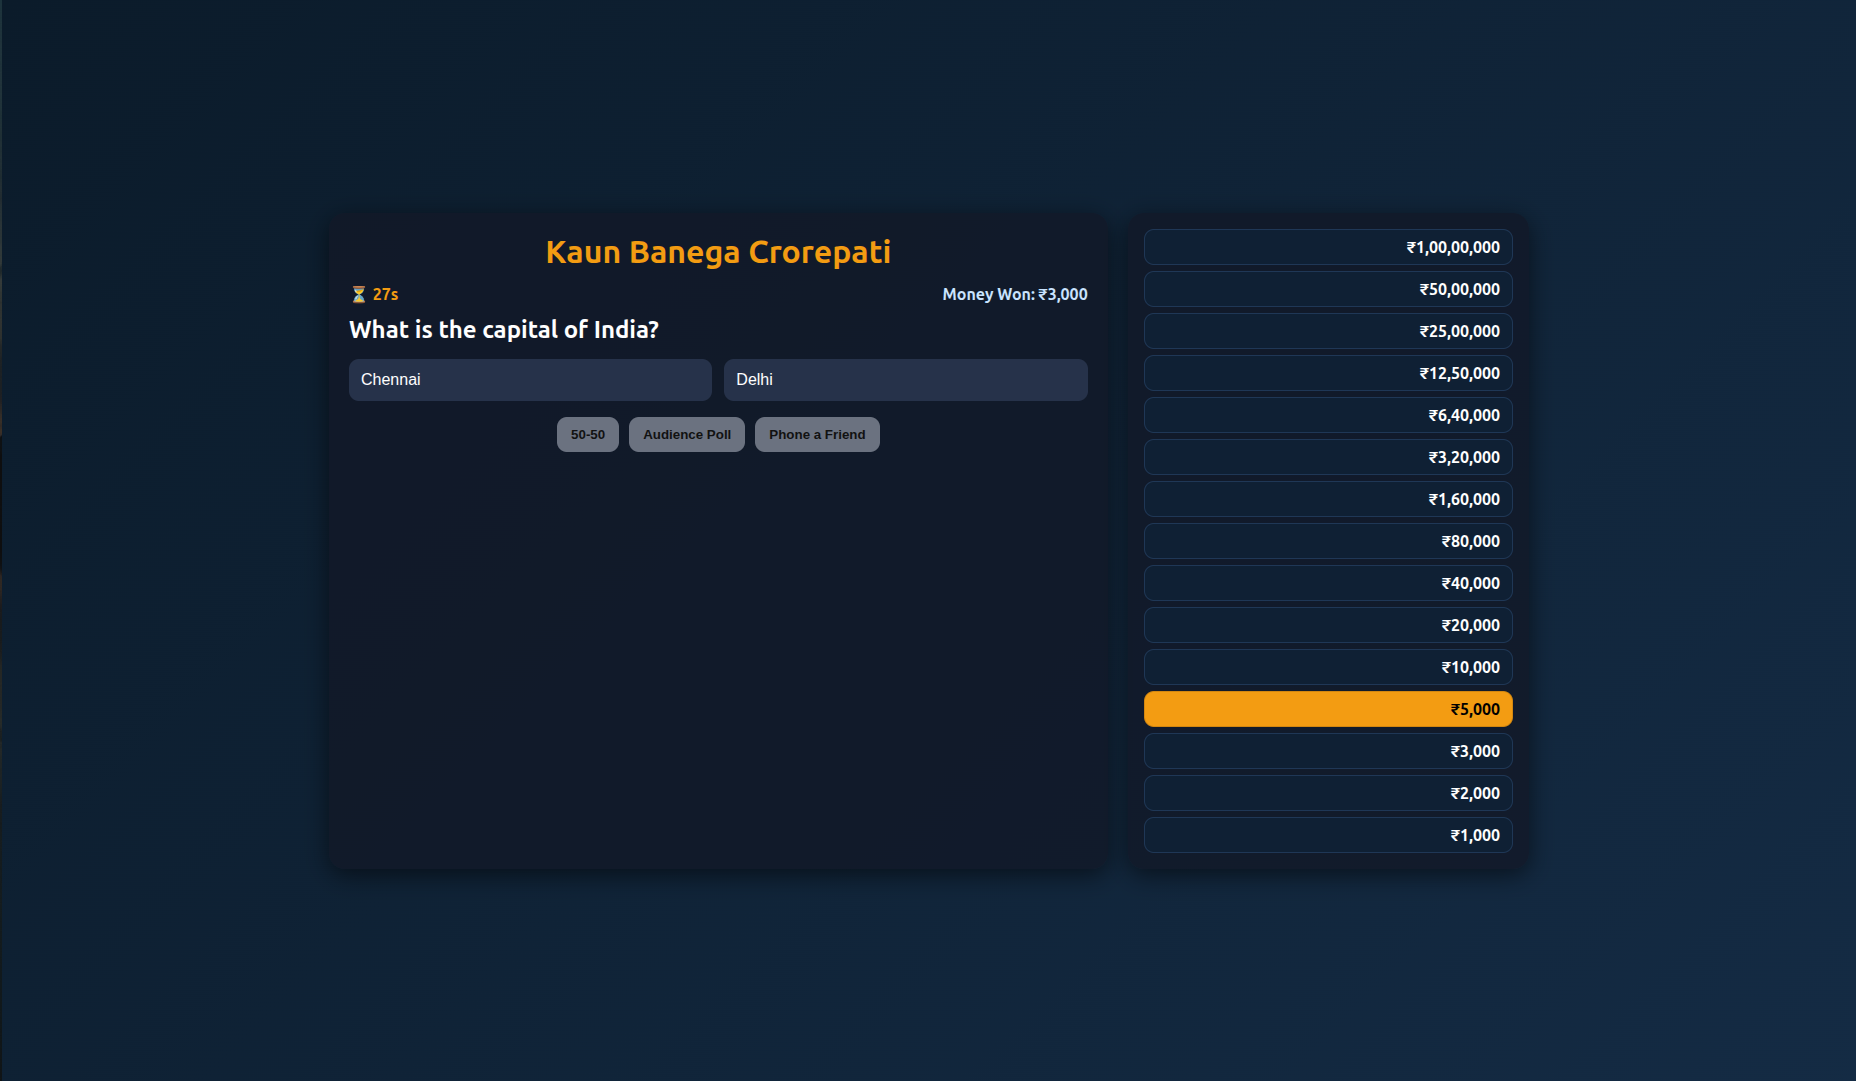 Kaun Banega Crorepati
⏳ 27s
Money Won: ₹3,000
What is the capital of India?
Chennai
Delhi
50-50
Audience Poll
Phone a Friend
₹1,00,00,000
₹50,00,000
₹25,00,000
₹12,50,000
₹6,40,000
₹3,20,000
₹1,60,000
₹80,000
₹40,000
₹20,000
₹10,000
₹5,000
₹3,000
₹2,000
₹1,000